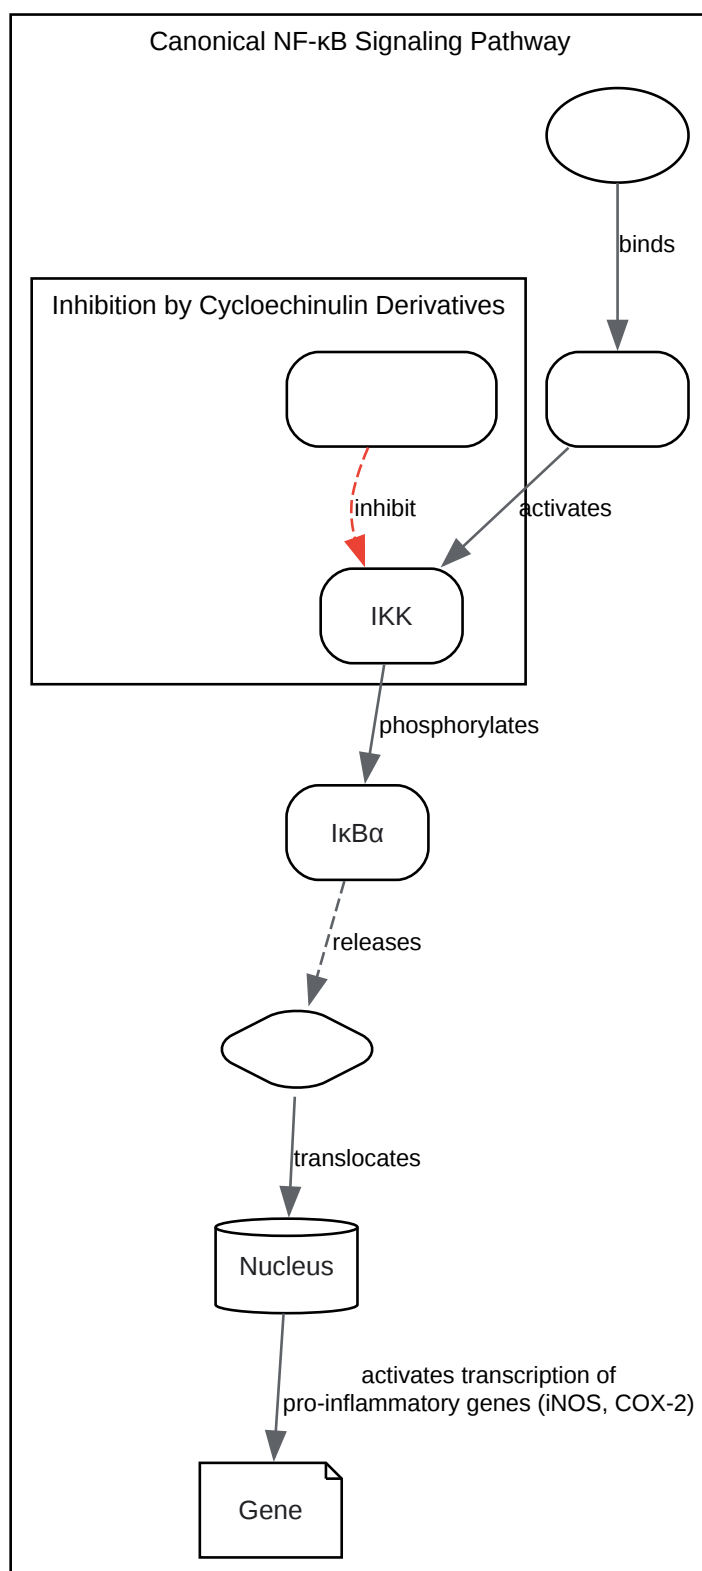 Canonical NF-κB Signaling Pathway
binds
Inhibition by Cycloechinulin Derivatives
inhibit
activates
IKK
phosphorylates
IκBα
releases
translocates
Nucleus
activates transcription of
pro-inflammatory genes (iNOS, COX-2)
Gene